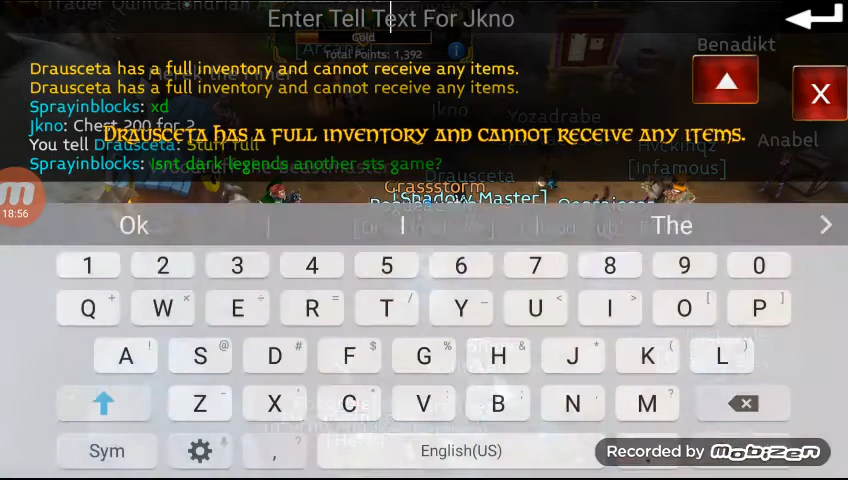 Enter Tell Text For Jkno
Gold
Total Points: 1,392
Benadikt
Drausceta has a full inventory and cannot receive any items.
Drausceta has a full inventory and cannot receive any items.
Sprayinblocks: xd
Jkno: Chest 200 for 2
Drausceta has a full inventory and cannot receive any items.
You tell Drausceta: Stuff full
Sprayinblocks: Isnt dark legends another sts game?
Jkno
Yozadrabe
Anabel
[Infamous]
Drausceta
Grassstorm
[Shadow Master]
X
18:56
Ok
I
The
1 2 3 4 5 6 7 8 9 0
Q W E R T Y U I O P
A S D F G H J K L
Z X C V B N M
Sym
,
English(US)
Recorded by Mobizen